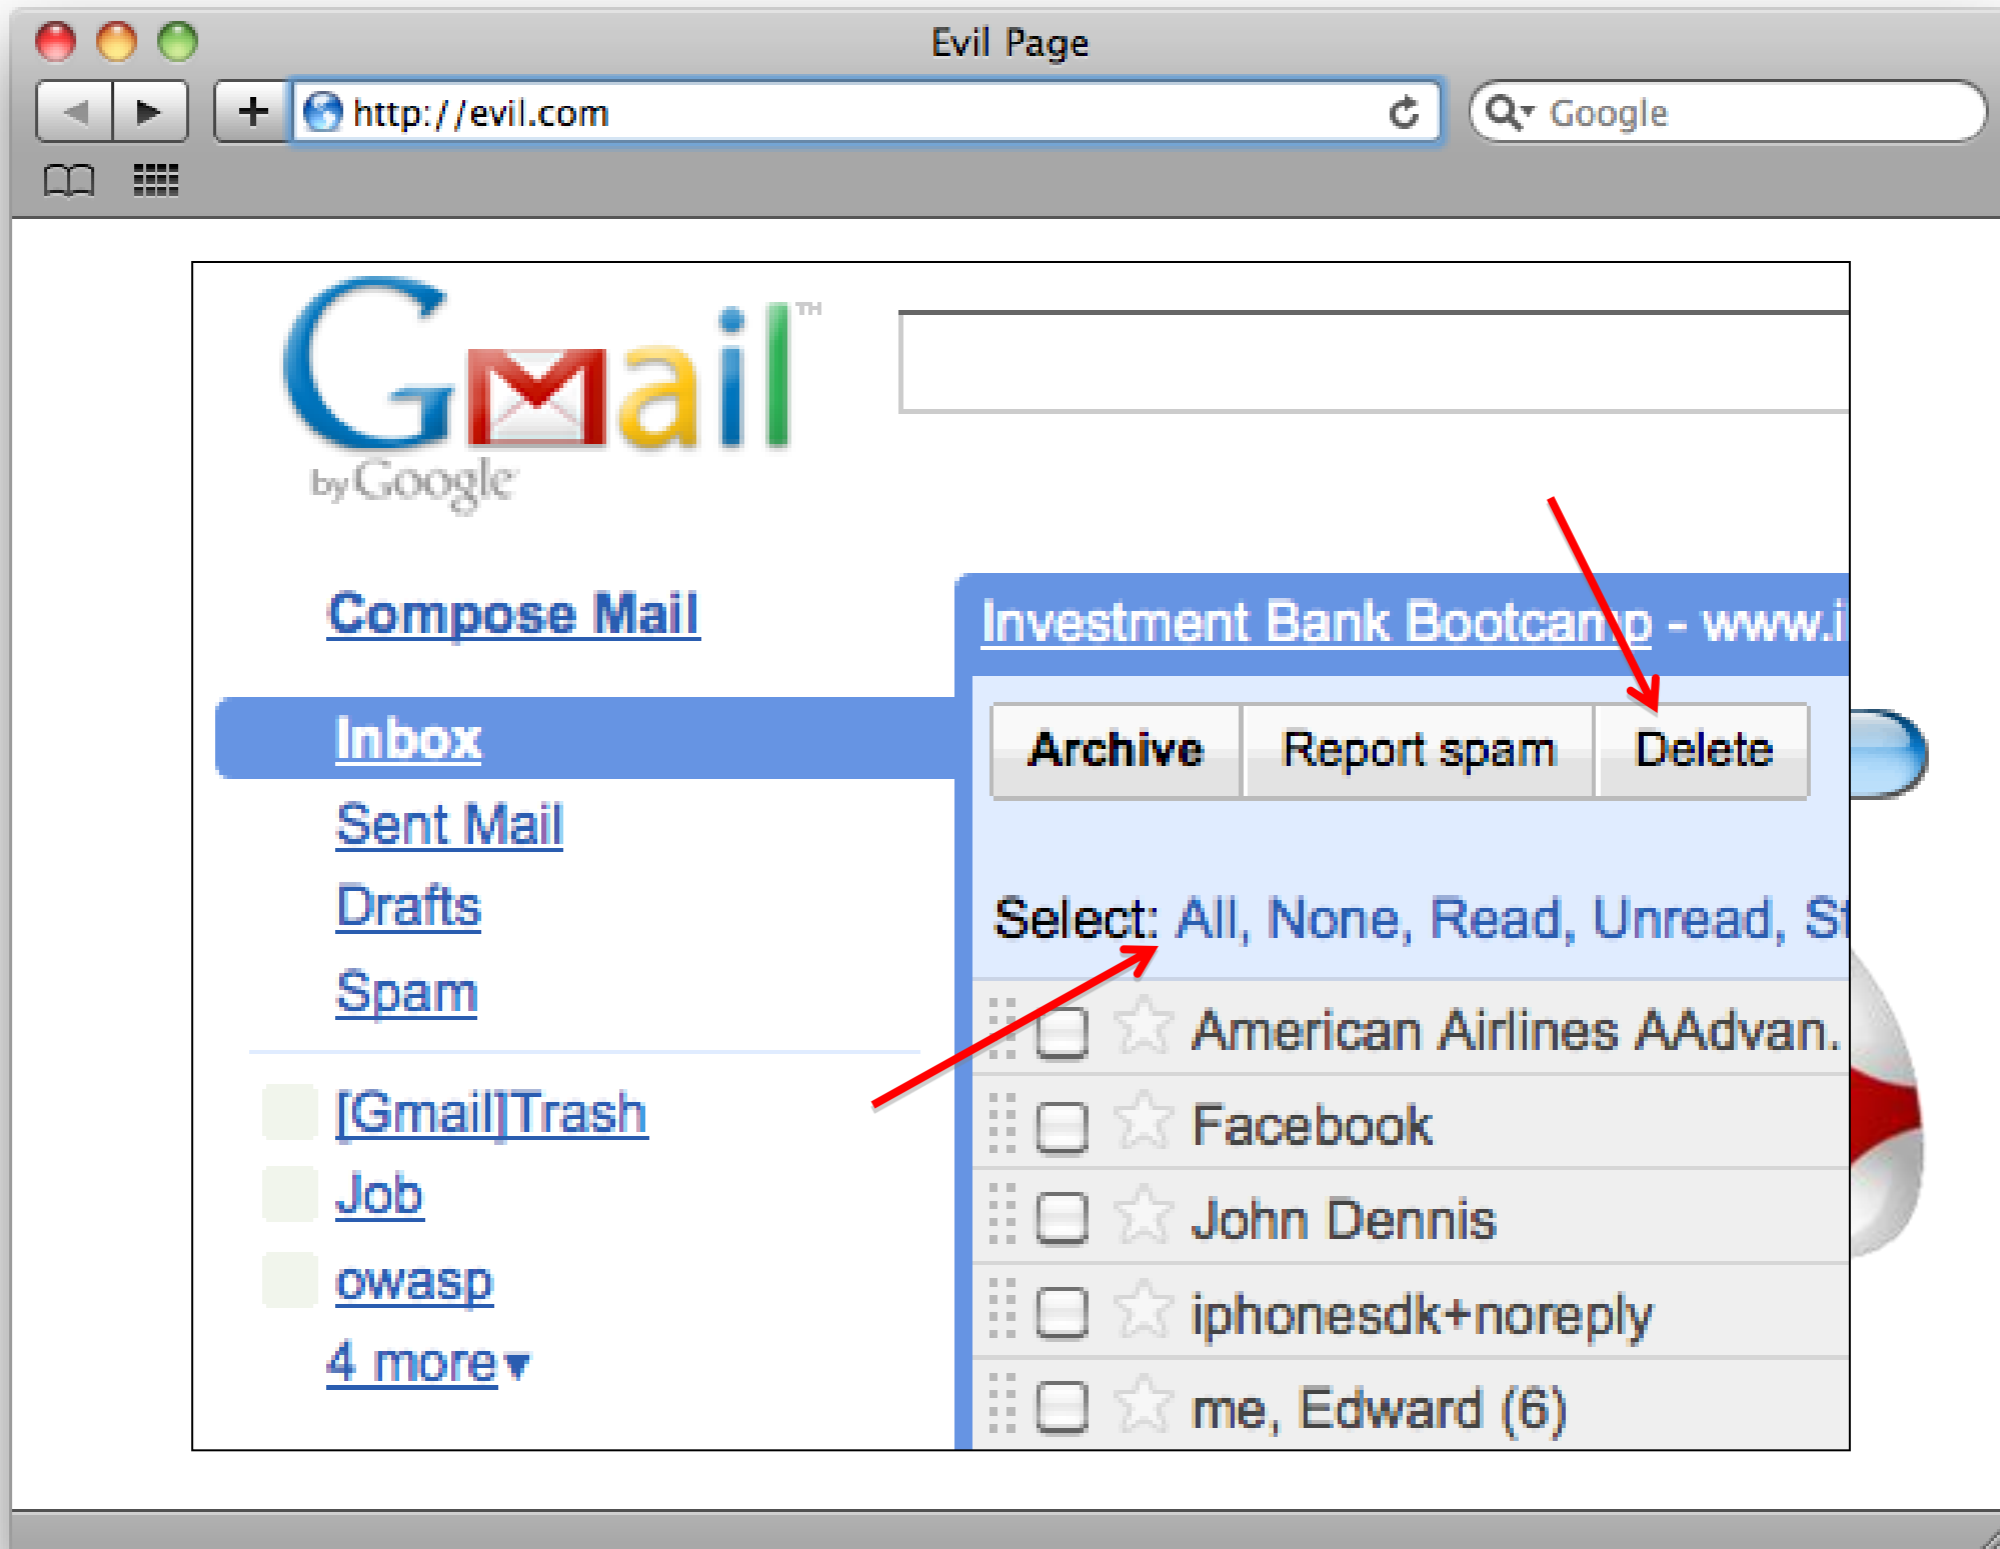 Evil Page
http://evil.com
Google
Gmail™
by Google
Compose Mail
Investment Bank Bootcamp - www.i
Inbox
Archive Report spam Delete
Sent Mail
Drafts
Select: All, None, Read, Unread, St
Spam
American Airlines AAdvan.
[Gmail]Trash
Facebook
Job
John Dennis
owasp
iphonesdk+noreply
4 more▾
me, Edward (6)